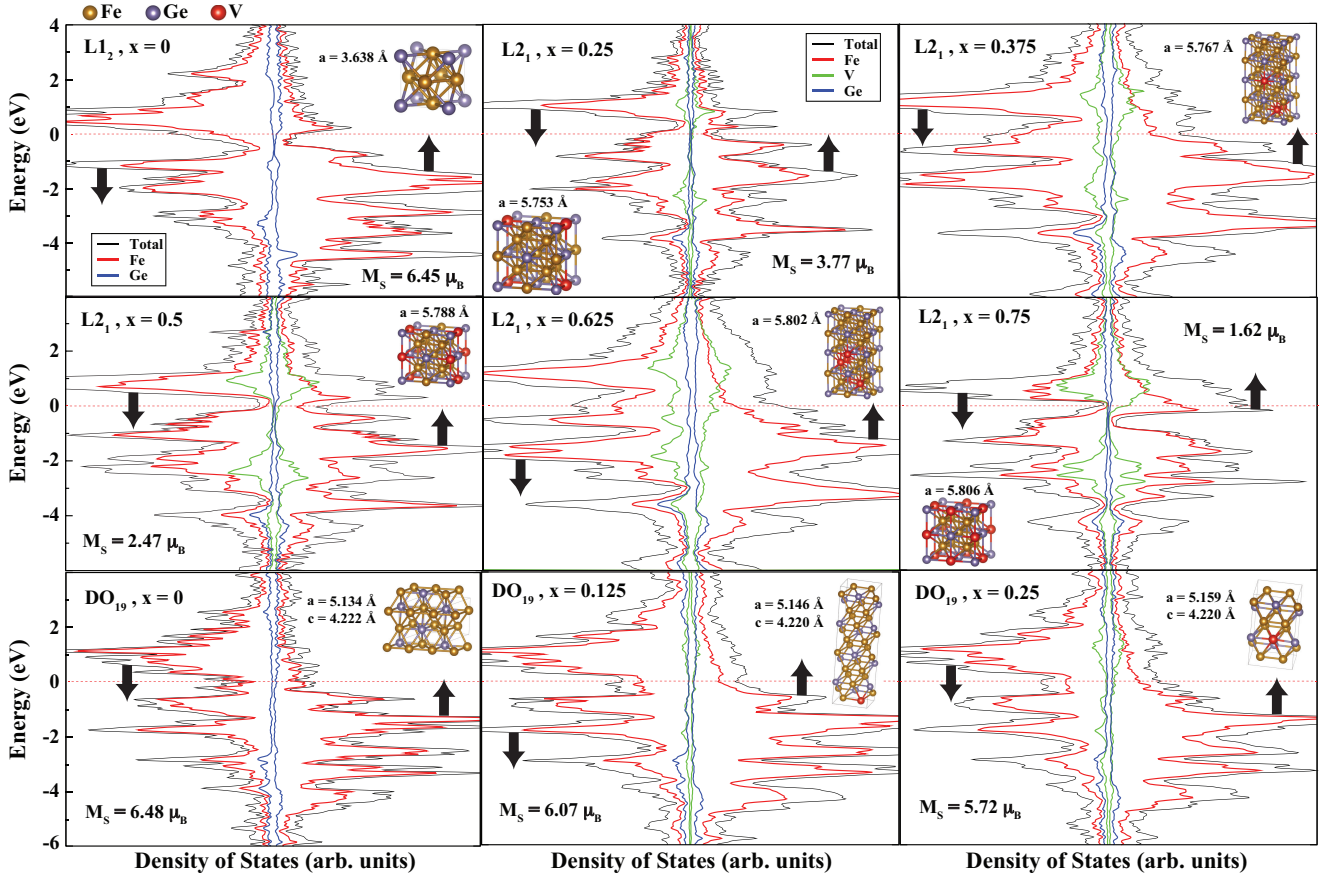 Fe Ge V
L1₂ , x = 0
a = 3.638 Å
Total
Fe
Ge
M_S = 6.45 μ_B
L2₁ , x = 0.25
Total
Fe
V
Ge
a = 5.753 Å
M_S = 3.77 μ_B
L2₁ , x = 0.375
a = 5.767 Å
4
2
0
-2
-4
Energy (eV)
L2₁ , x = 0.5
a = 5.788 Å
M_S = 2.47 μ_B
L2₁ , x = 0.625
a = 5.802 Å
L2₁ , x = 0.75
M_S = 1.62 μ_B
a = 5.806 Å
2
0
-2
-4
Energy (eV)
DO₁₉ , x = 0
a = 5.134 Å
c = 4.222 Å
M_S = 6.48 μ_B
DO₁₉ , x = 0.125
a = 5.146 Å
c = 4.220 Å
M_S = 6.07 μ_B
DO₁₉ , x = 0.25
a = 5.159 Å
c = 4.220 Å
M_S = 5.72 μ_B
2
0
-2
-4
-6
Energy (eV)
Density of States (arb. units)
Density of States (arb. units)
Density of States (arb. units)